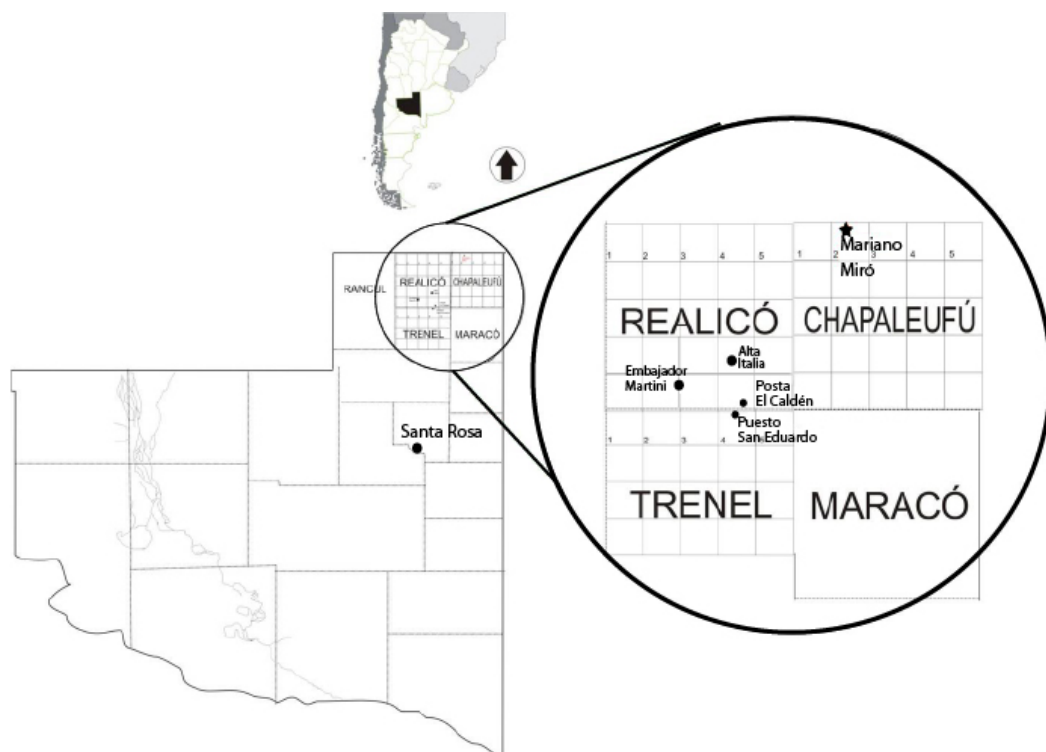 RANCUL
REALICÓ
CHAPALEUFÚ
TRENEL
MARACÓ
Santa Rosa
1 2 3 4 5
1 2 3 4 5
Mariano
Miró
REALICÓ
CHAPALEUFÚ
Alta
Italia
Embajador
Martini
Posta
El Caldén
Puesto
San Eduardo
1 2 3 4
TRENEL
MARACÓ